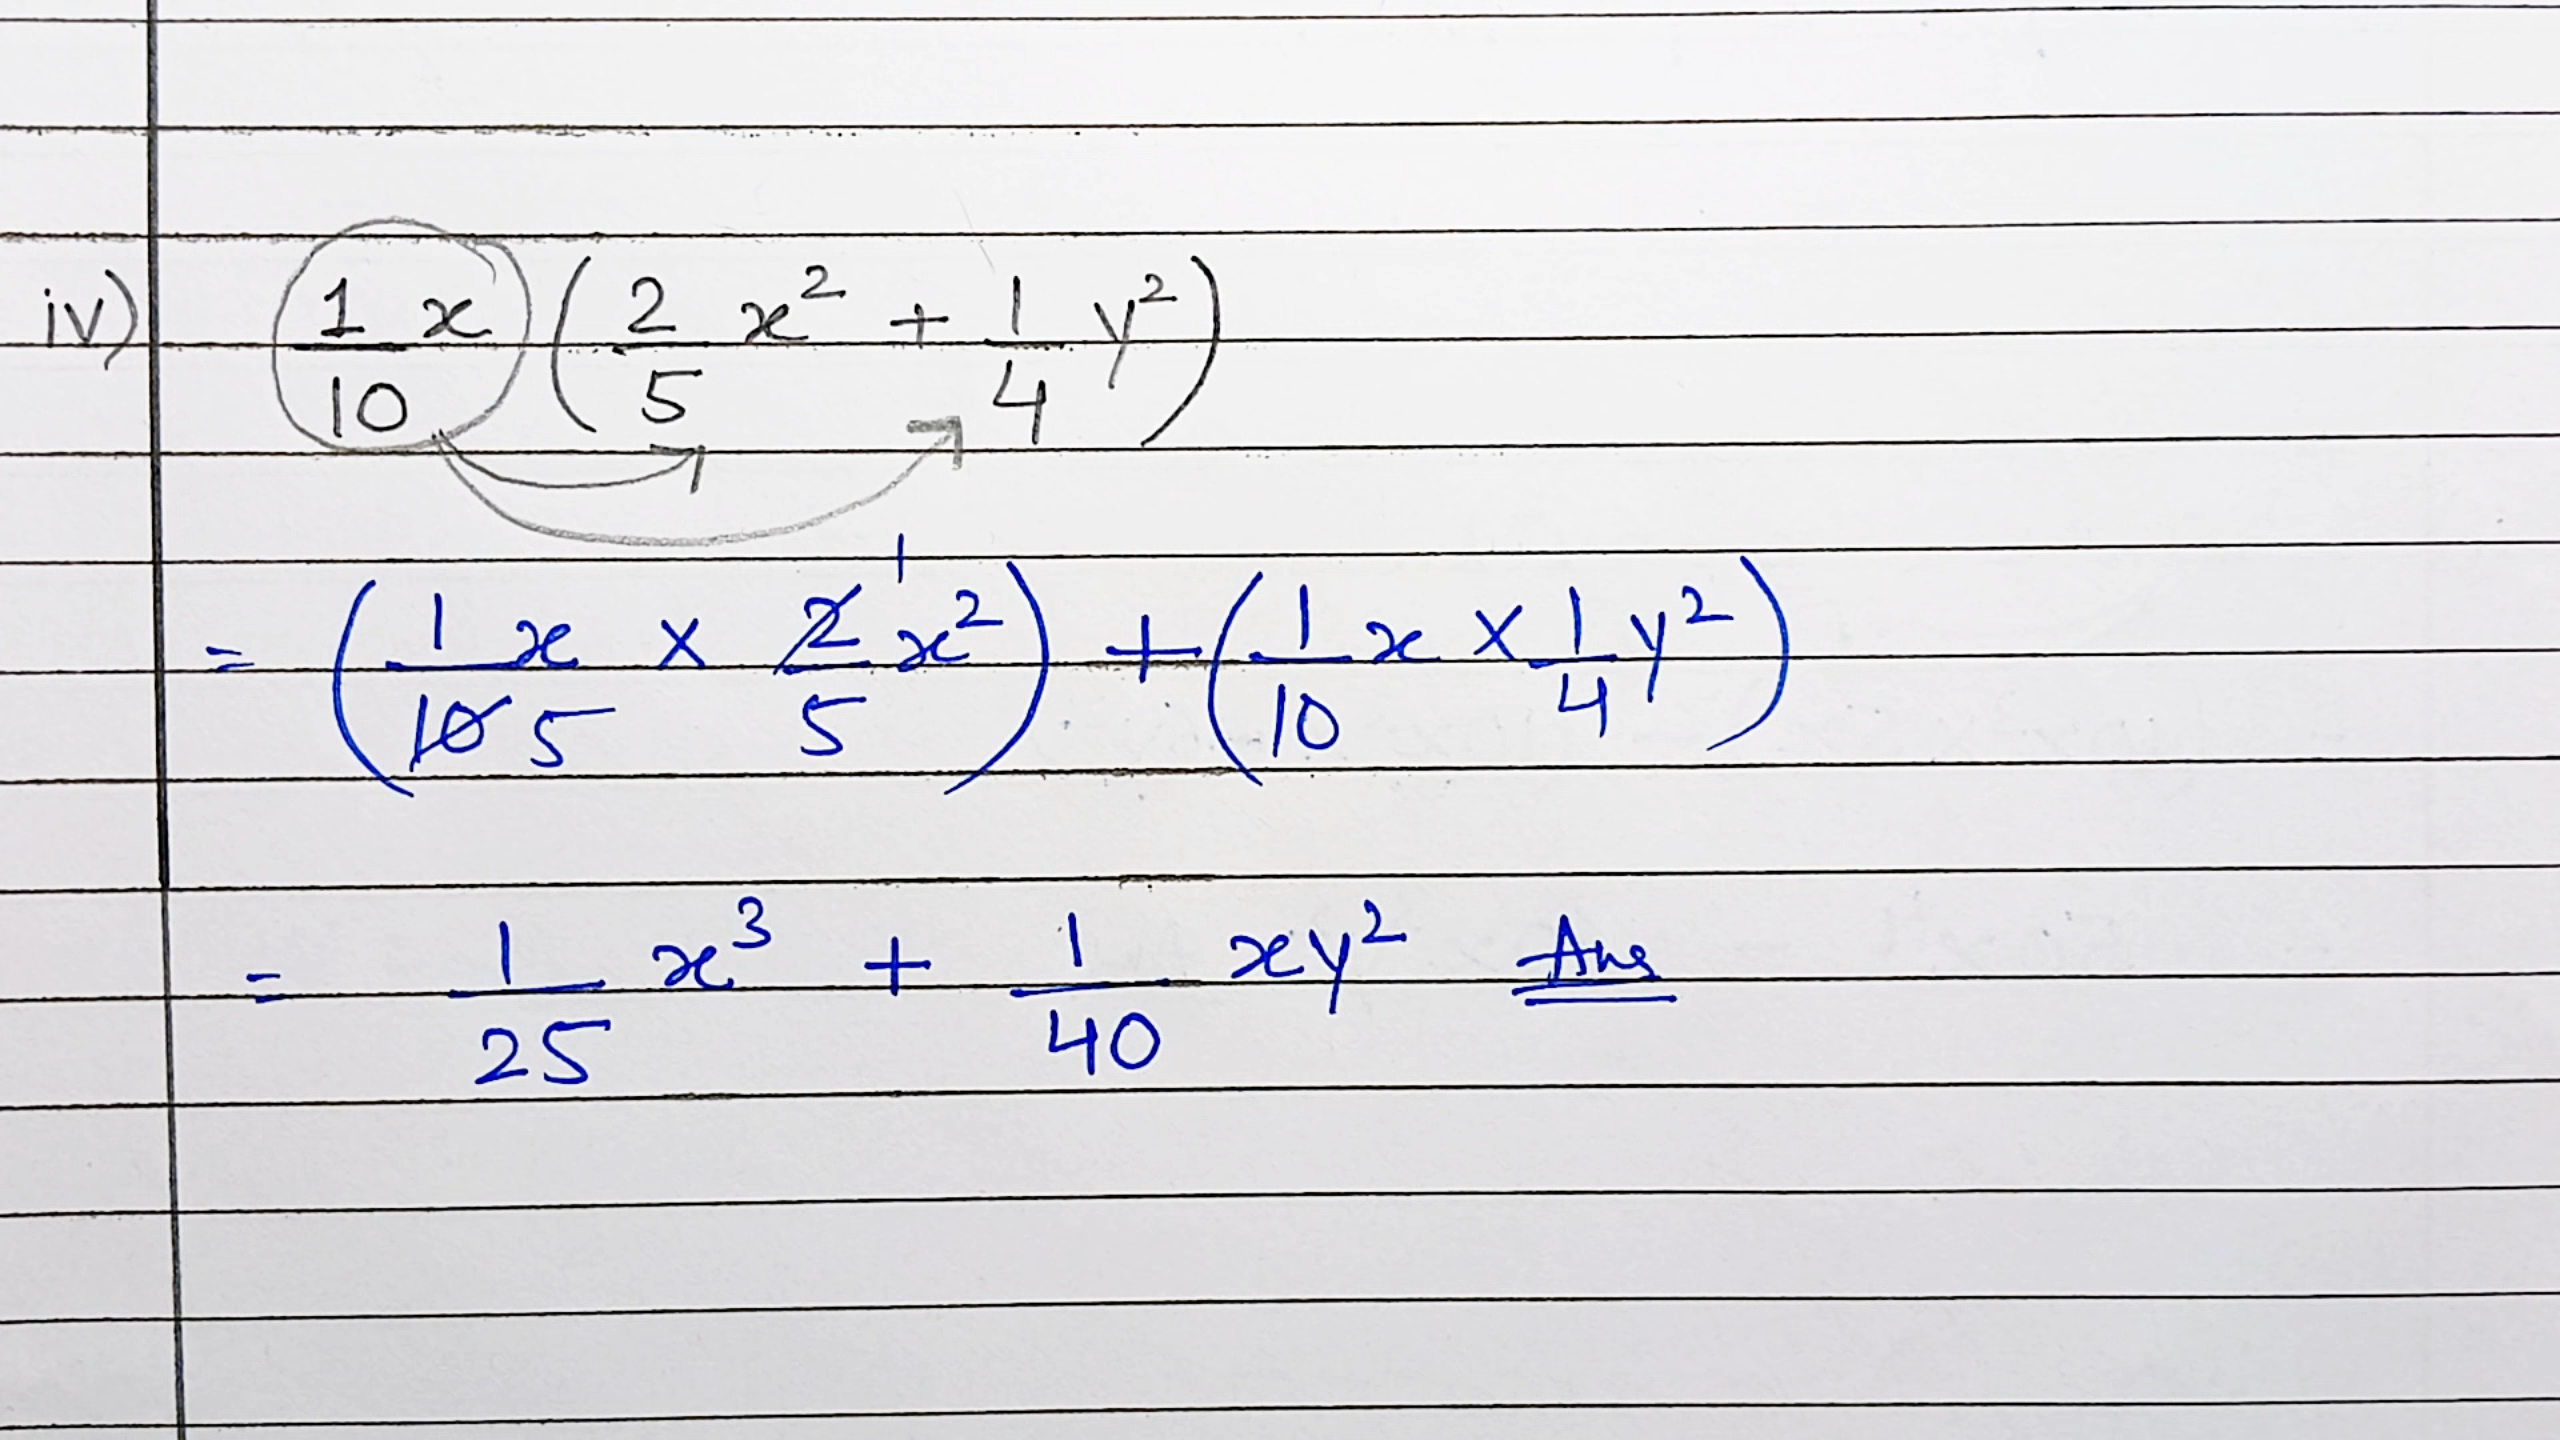 iv) 1/10 x (2/5 x² + 1/4 y²)
= (1/10 5 x × 2 1/5 x²) + (1/10 x × 1/4 y²)
= 1/25 x³ + 1/40 xy² Ans